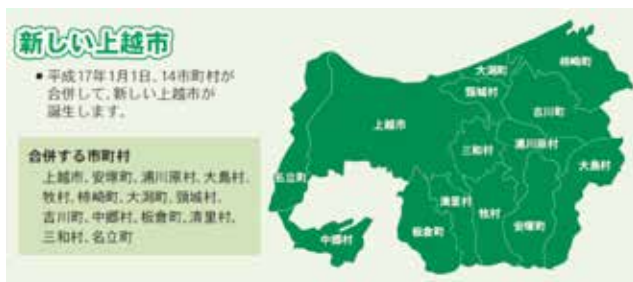 新しい上越市
● 平成17年1月1日、14市町村が
合併して、新しい上越市が
誕生します。
合併する市町村
上越市、安塚町、浦川原村、大島村、
牧村、柿崎町、大潟町、頸城村、
吉川町、中郷村、板倉町、清里村、
三和村、名立町
柿崎町
大潟町
頸城村
吉川町
上越市
浦川原村
三和村
大島村
名立町
清里村
牧村
安塚町
板倉町
中郷村